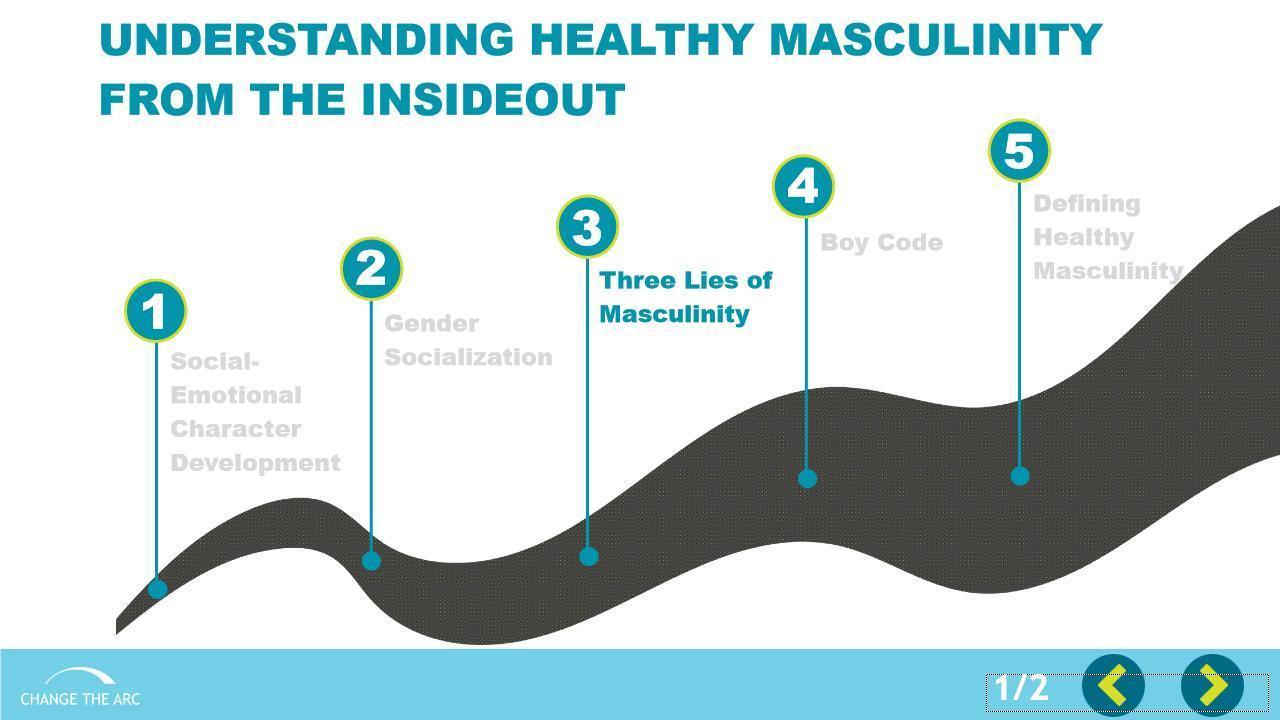 UNDERSTANDING HEALTHY MASCULINITY
FROM THE INSIDEOUT
1
Social-
Emotional
Character
Development
2
Gender
Socialization
3
Three Lies of
Masculinity
4
Boy Code
5
Defining
Healthy
Masculinity
CHANGE THE ARC
1/2